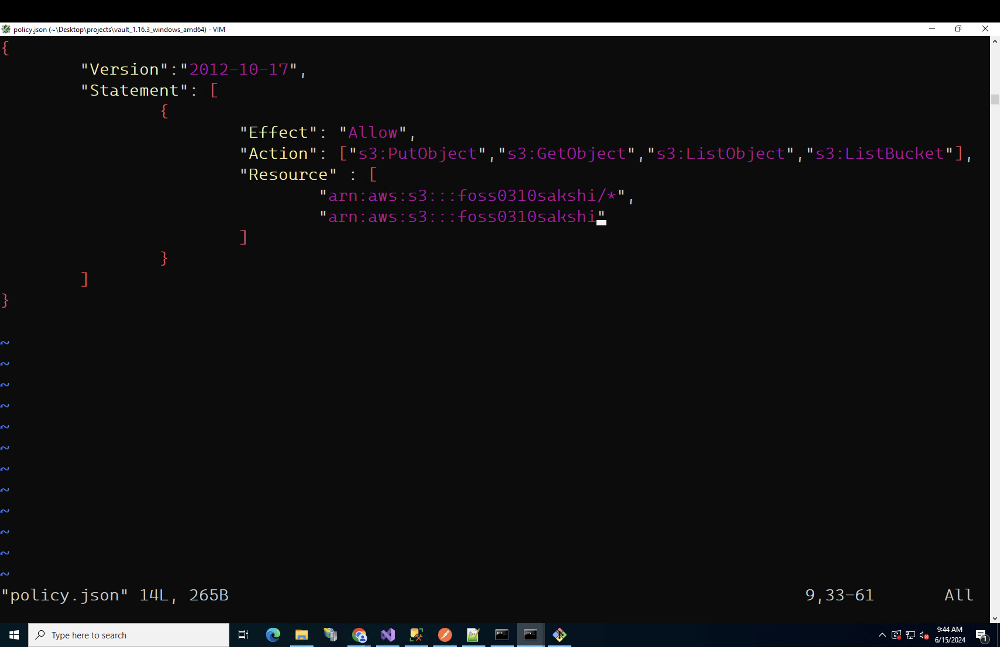 policy.json (~\Desktop\projects\vault_1.16.3_windows_amd64) - VIM
{
"Version":"2012-10-17",
"Statement": [
{
"Effect": "Allow",
"Action": ["s3:PutObject","s3:GetObject","s3:ListObject","s3:ListBucket"],
"Resource" : [
"arn:aws:s3:::foss0310sakshi/*",
"arn:aws:s3:::foss0310sakshi"
]
}
]
}
~
~
~
~
~
~
~
~
~
~
~
~
"policy.json" 14L, 265B 9,33-61 All
Type here to search
9:44 AM
6/15/2024
1